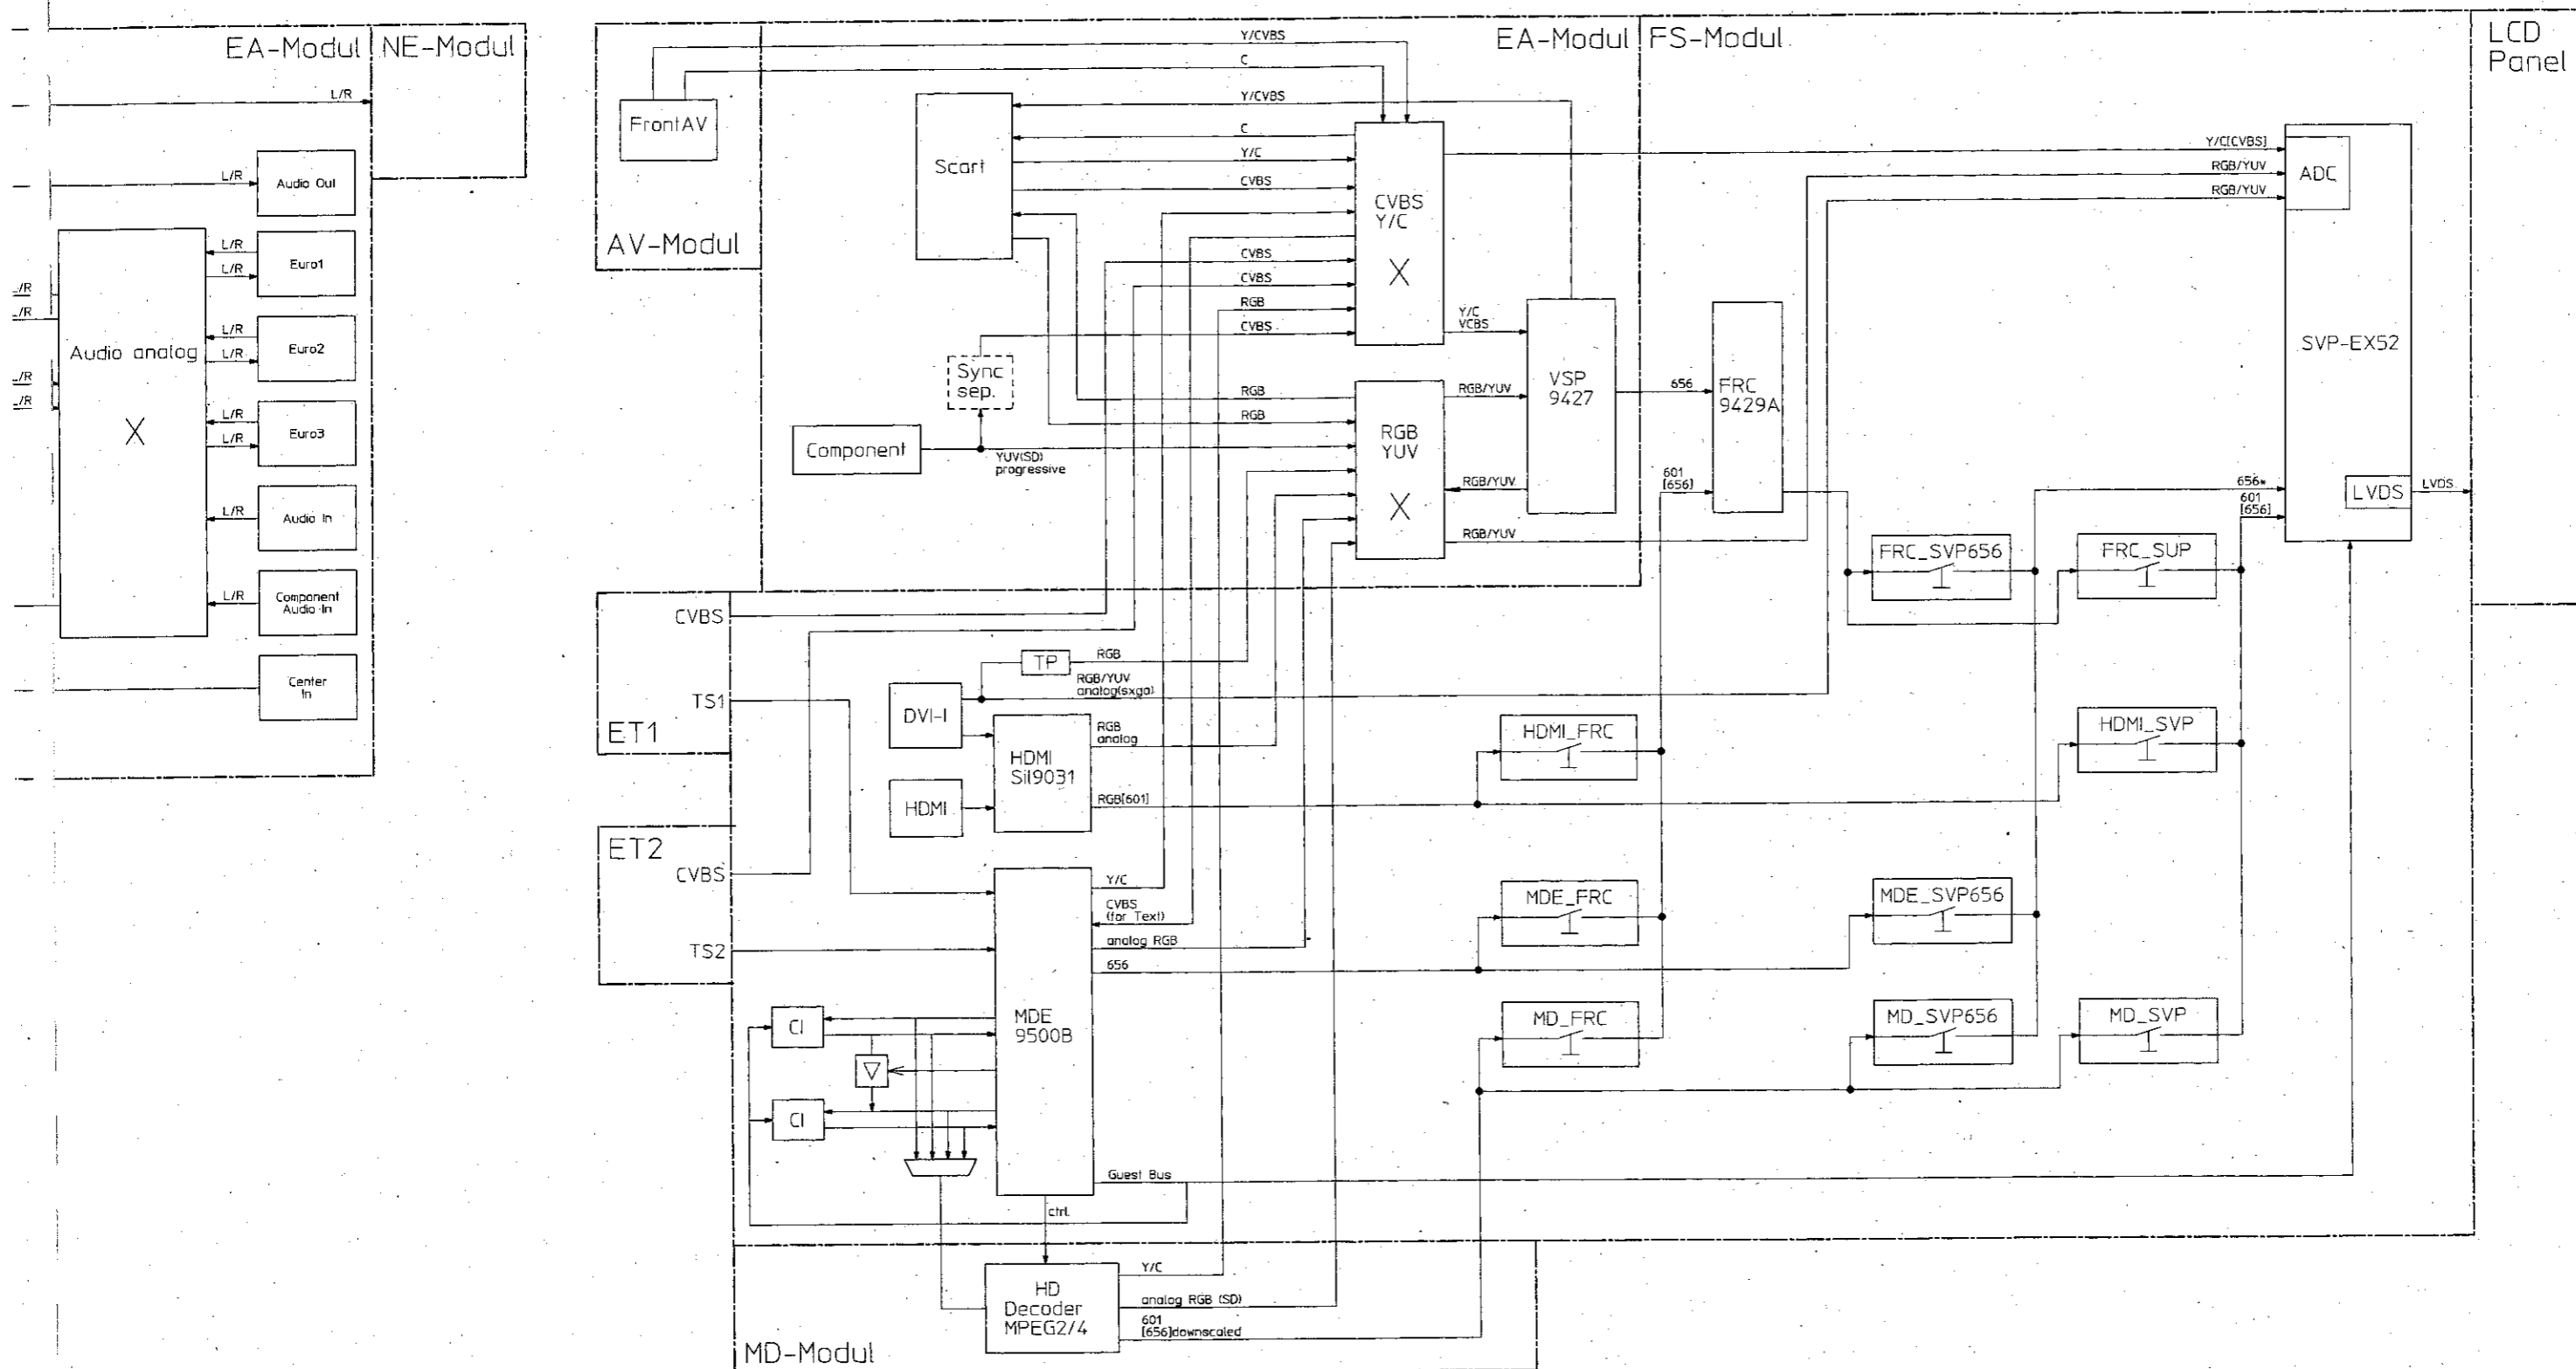 EA-Modul
NE-Modul
L/R
L/R
Audio Out
Audio analog
X
L/R
L/R
Euro1
L/R
L/R
Euro2
L/R
L/R
Euro3
L/R
Audio In
L/R
Component
Audio-In
Center
In
/R
/R
/R
/R
AV-Modul
FrontAV
EA-Modul
FS-Modul
LCD
Panel
Y/CVBS
C
Y/CVBS
C
Y/C
CVBS
Scart
CVBS
Y/C
X
CVBS
CVBS
RGB
CVBS
Sync
sep.
Component
YUV(SD)
progressive
RGB
RGB
RGB
YUV
X
Y/C
VCBS
RGB/YUV
RGB/YUV
RGB/YUV
VSP
9427
656
FRC
9429A
601
[656]
Y/C[CVBS]
RGB/YUV
RGB/YUV
ADC
SVP-EX52
656*
601
[656]
LVDS
LVDS
FRC_SVP656
FRC_SUP
ET1
CVBS
TS1
TP
RGB
RGB/YUV
analog(sxga)
DVI-I
HDMI
HDMI
SiI9031
RGB
analog
RGB[601]
HDMI_FRC
HDMI_SVP
ET2
CVBS
TS2
MDE
9500B
Y/C
CVBS
(for Text)
analog RGB
656
MDE_FRC
MDE_SVP656
CI
CI
MD_FRC
MD_SVP656
MD_SVP
Guest Bus
ctrl.
HD
Decoder
MPEG2/4
Y/C
analog RGB (SD)
601
[656]downscaled
MD-Modul